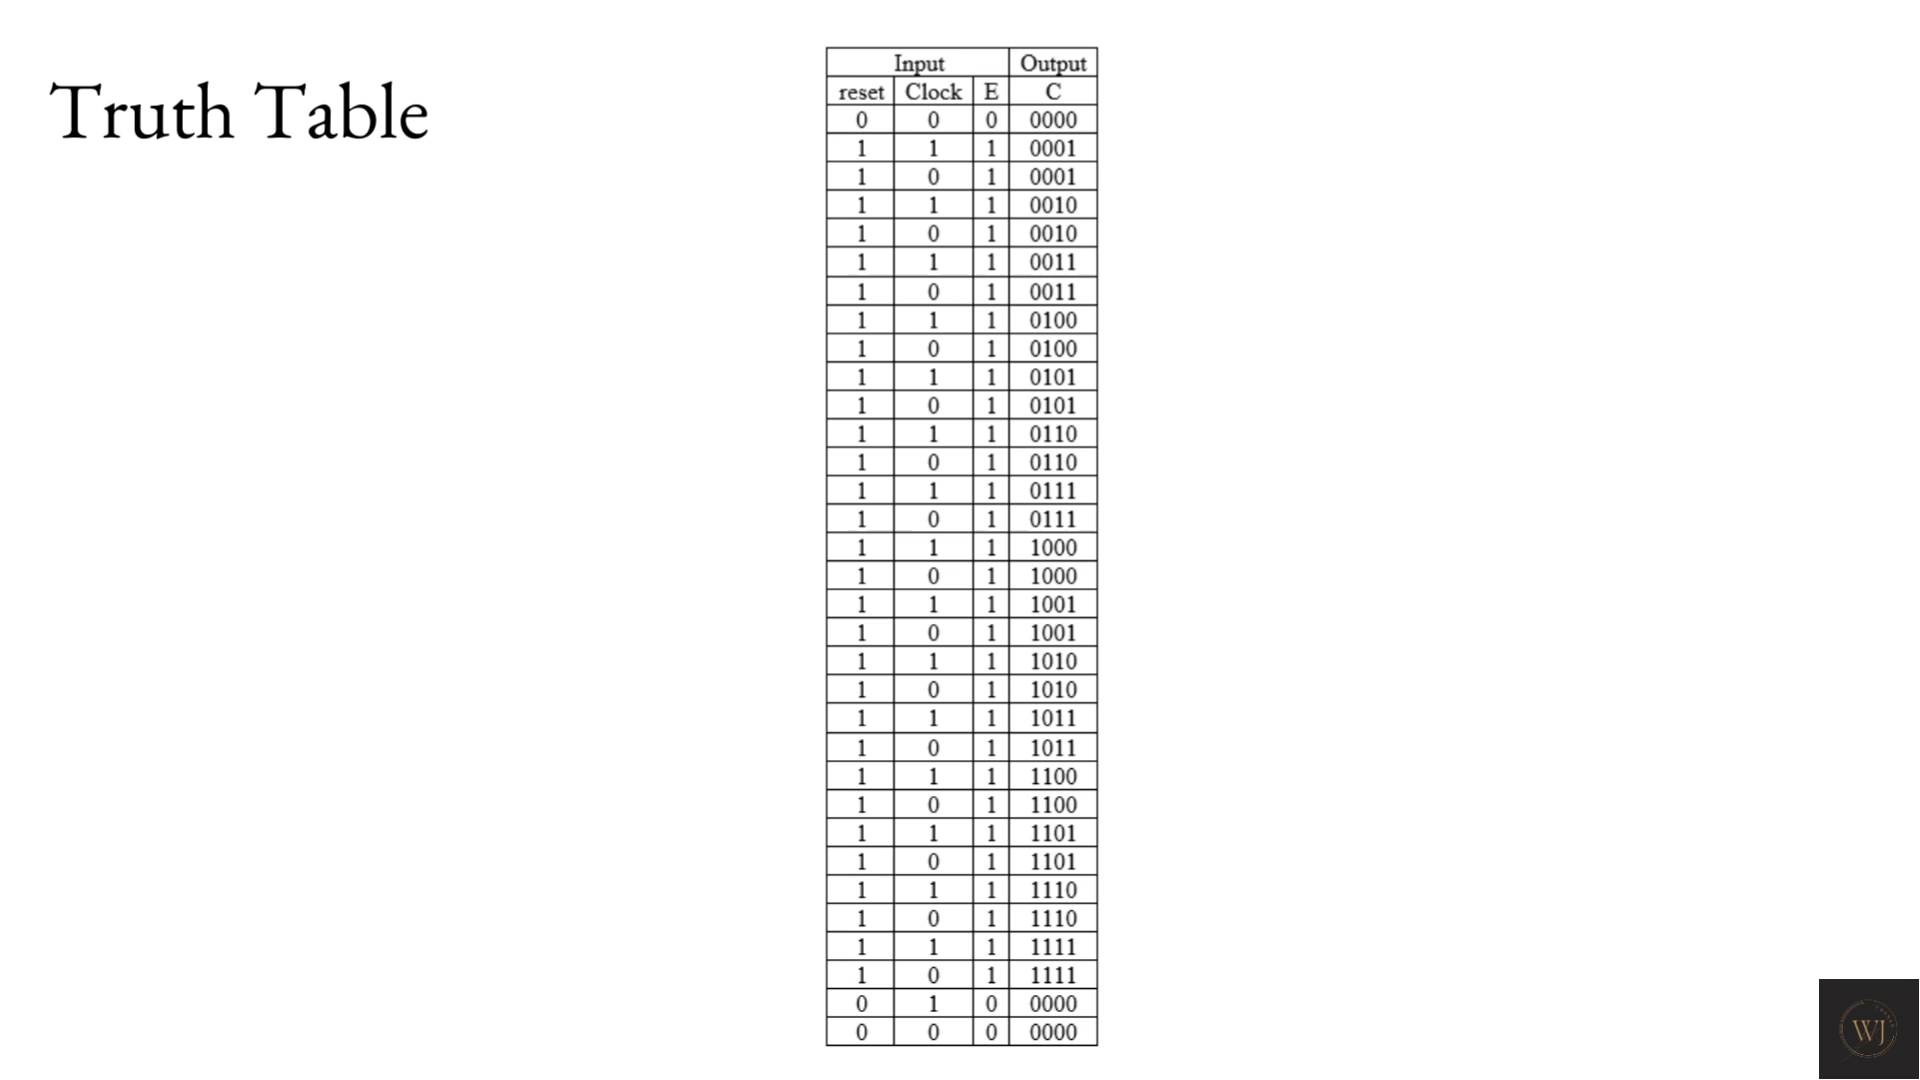 Truth Table
Input Output
reset Clock E C
0 0 0 0000
1 1 1 0001
1 0 1 0001
1 1 1 0010
1 0 1 0010
1 1 1 0011
1 0 1 0011
1 1 1 0100
1 0 1 0100
1 1 1 0101
1 0 1 0101
1 1 1 0110
1 0 1 0110
1 1 1 0111
1 0 1 0111
1 1 1 1000
1 0 1 1000
1 1 1 1001
1 0 1 1001
1 1 1 1010
1 0 1 1010
1 1 1 1011
1 0 1 1011
1 1 1 1100
1 0 1 1100
1 1 1 1101
1 0 1 1101
1 1 1 1110
1 0 1 1110
1 1 1 1111
1 0 1 1111
0 1 0 0000
0 0 0 0000
WJ